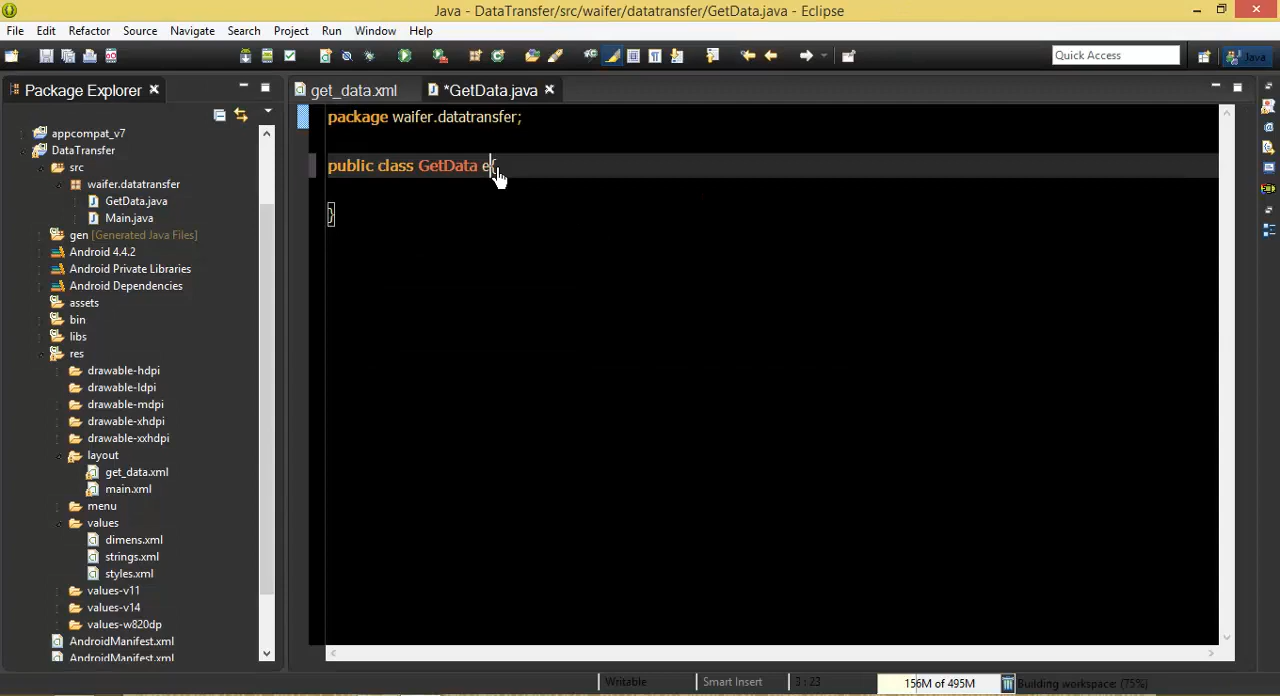 Java - DataTransfer/src/waifer/datatransfer/GetData.java - Eclipse
File Edit Refactor Source Navigate Search Project Run Window Help
Quick Access
Java
Package Explorer
get_data.xml
*GetData.java
appcompat_v7
DataTransfer
src
waifer.datatransfer
GetData.java
Main.java
gen [Generated Java Files]
Android 4.4.2
Android Private Libraries
Android Dependencies
assets
bin
libs
res
drawable-hdpi
drawable-ldpi
drawable-mdpi
drawable-xhdpi
drawable-xxhdpi
layout
get_data.xml
main.xml
menu
values
dimens.xml
strings.xml
styles.xml
values-v11
values-v14
values-w820dp
AndroidManifest.xml
AndroidManifest.xml
package waifer.datatransfer;
public class GetData e{
}
Writable
Smart Insert
3 : 23
156M of 495M
Building workspace: (75%)